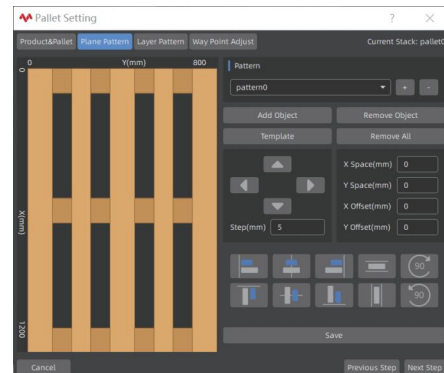 Pallet Setting
Product&Pallet Plane Pattern Layer Pattern Way Point Adjust Current Stack: pallet0
0 Y(mm) 800
0
X(mm)
1200
Pattern
pattern0 + -
Add Object Remove Object
Template Remove All
X Space(mm) 0
Y Space(mm) 0
X Offset(mm) 0
Step(mm) 5 Y Offset(mm) 0
90
90
Save
Cancel Previous Step Next Step